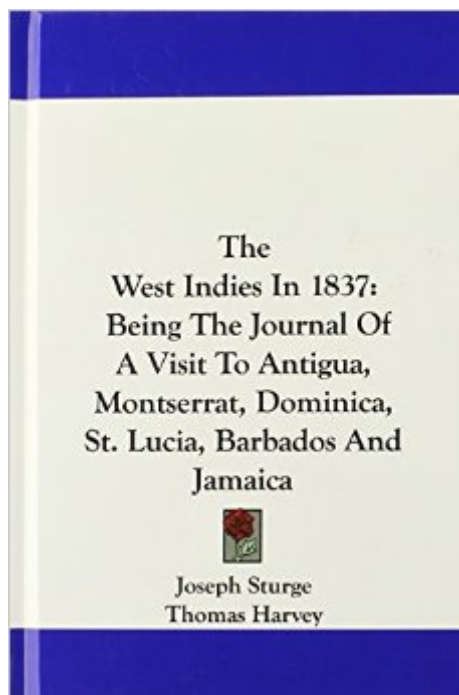 The
West Indies In 1837:
Being The Journal Of
A Visit To Antigua,
Montserrat, Dominica,
St. Lucia, Barbados And
Jamaica
Joseph Sturge
Thomas Harvey